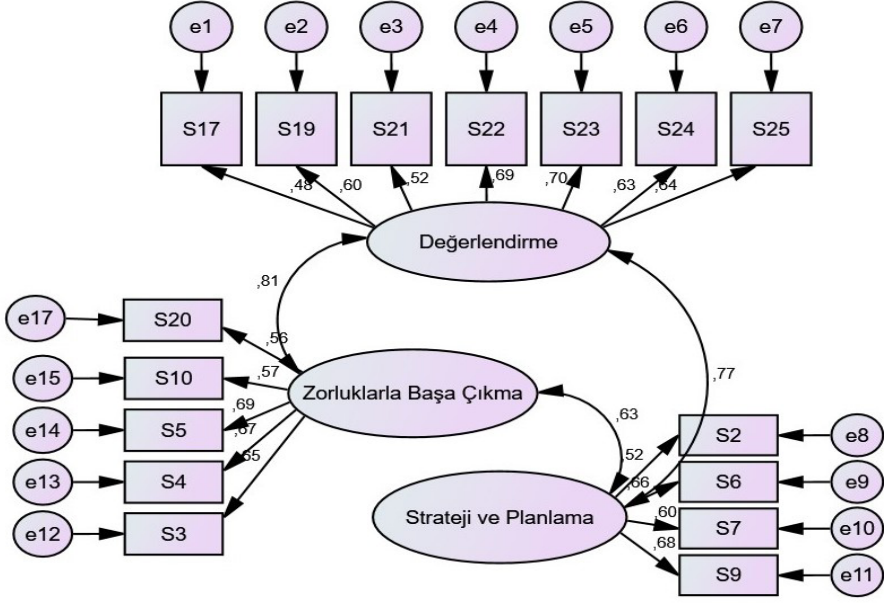 e1 e2 e3 e4 e5 e6 e7
S17 S19 S21 S22 S23 S24 S25
,48 ,60 ,52 ,69 ,70 ,63 ,64
Değerlendirme
,81
e17 S20
,56
,77
e15 S10
,57
Zorluklarla Başa Çıkma
,69
,63
e14 S5
,67
S2 e8
,65
,52
e13 S4
,66
S6 e9
Strateji ve Planlama
,60
S7 e10
e12 S3
,68
S9 e11